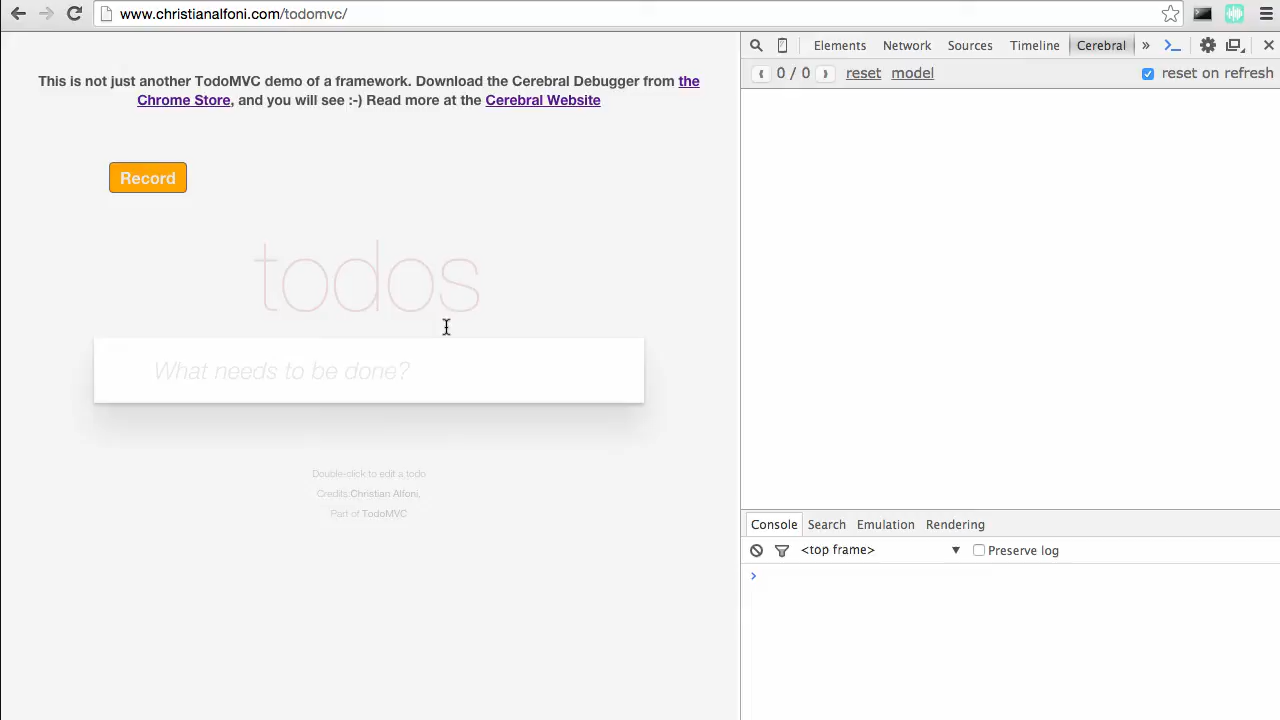 www.christianalfoni.com/todomvc/
This is not just another TodoMVC demo of a framework. Download the Cerebral Debugger from the
Chrome Store, and you will see :-) Read more at the Cerebral Website
Record
todos
What needs to be done?
Double-click to edit a todo
Credits Christian Alfoni,
Part of TodoMVC
Elements Network Sources Timeline Cerebral »
0 / 0 reset model reset on refresh
Console Search Emulation Rendering
<top frame> Preserve log